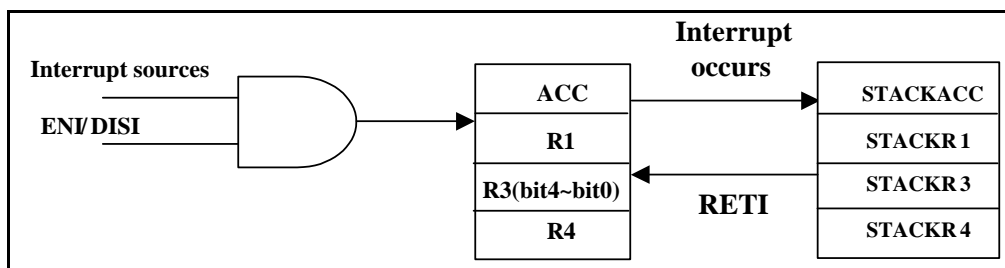 Interrupt sources
ENI/DISI
ACC
R1
R3(bit4~bit0)
R4
Interrupt
occurs
RETI
STACKACC
STACKR1
STACKR3
STACKR4